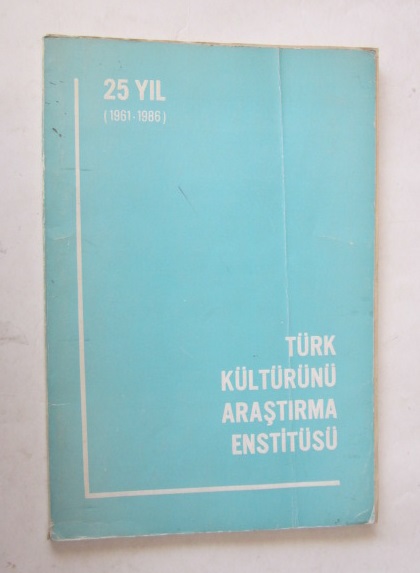 25 YIL
(1961-1986)
TÜRK
KÜLTÜRÜNÜ
ARAŞTIRMA
ENSTİTÜSÜ